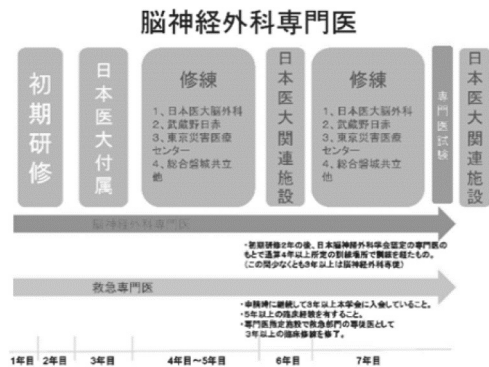 脳神経外科専門医
初期研修
日本医大付属
修練
1、日本医大脳外科
2、武蔵野日赤
3、東京災害医療
センター
4、総合磐城共立
他
日本医大関連施設
修練
1、日本医大脳外科
2、武蔵野日赤
3、東京災害医療
センター
4、総合磐城共立
他
専門医試験
日本医大関連施設
脳神経外科専門医
・初期研修2年の後、日本脳神経外科学会認定の専門医の
もとで通算4年以上所定の訓練場所で訓練を経たもの。
(この間少なくとも3年以上は脳神経外科専従)
救急専門医
・申請時に継続して3年以上本学会に入会していること。
・5年以上の臨床経験を有すること。
・専門医指定施設で救急部門の専従医として
3年以上の臨床修練を修了。
1年目
2年目
3年目
4年目~5年目
6年目
7年目